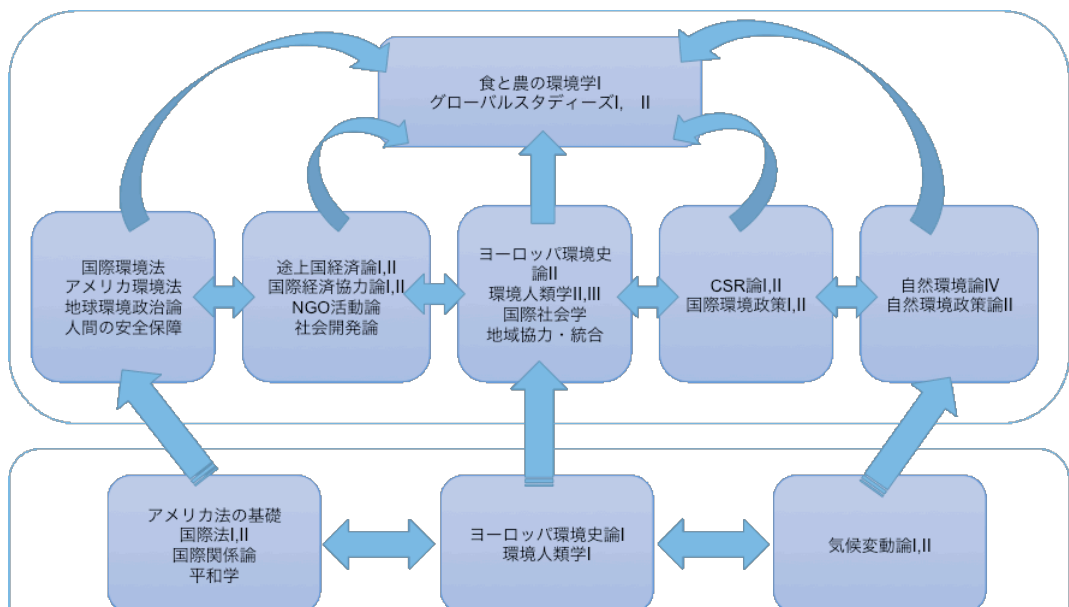 食と農の環境学I
グローバルスタディーズI, II
国際環境法
アメリカ環境法
地球環境政治論
人間の安全保障
途上国経済論I,II
国際経済協力論I,II
NGO活動論
社会開発論
ヨーロッパ環境史
論II
環境人類学II,III
国際社会学
地域協力・統合
CSR論I,II
国際環境政策I,II
自然環境論IV
自然環境政策論II
アメリカ法の基礎
国際法I,II
国際関係論
平和学
ヨーロッパ環境史論I
環境人類学I
気候変動論I,II